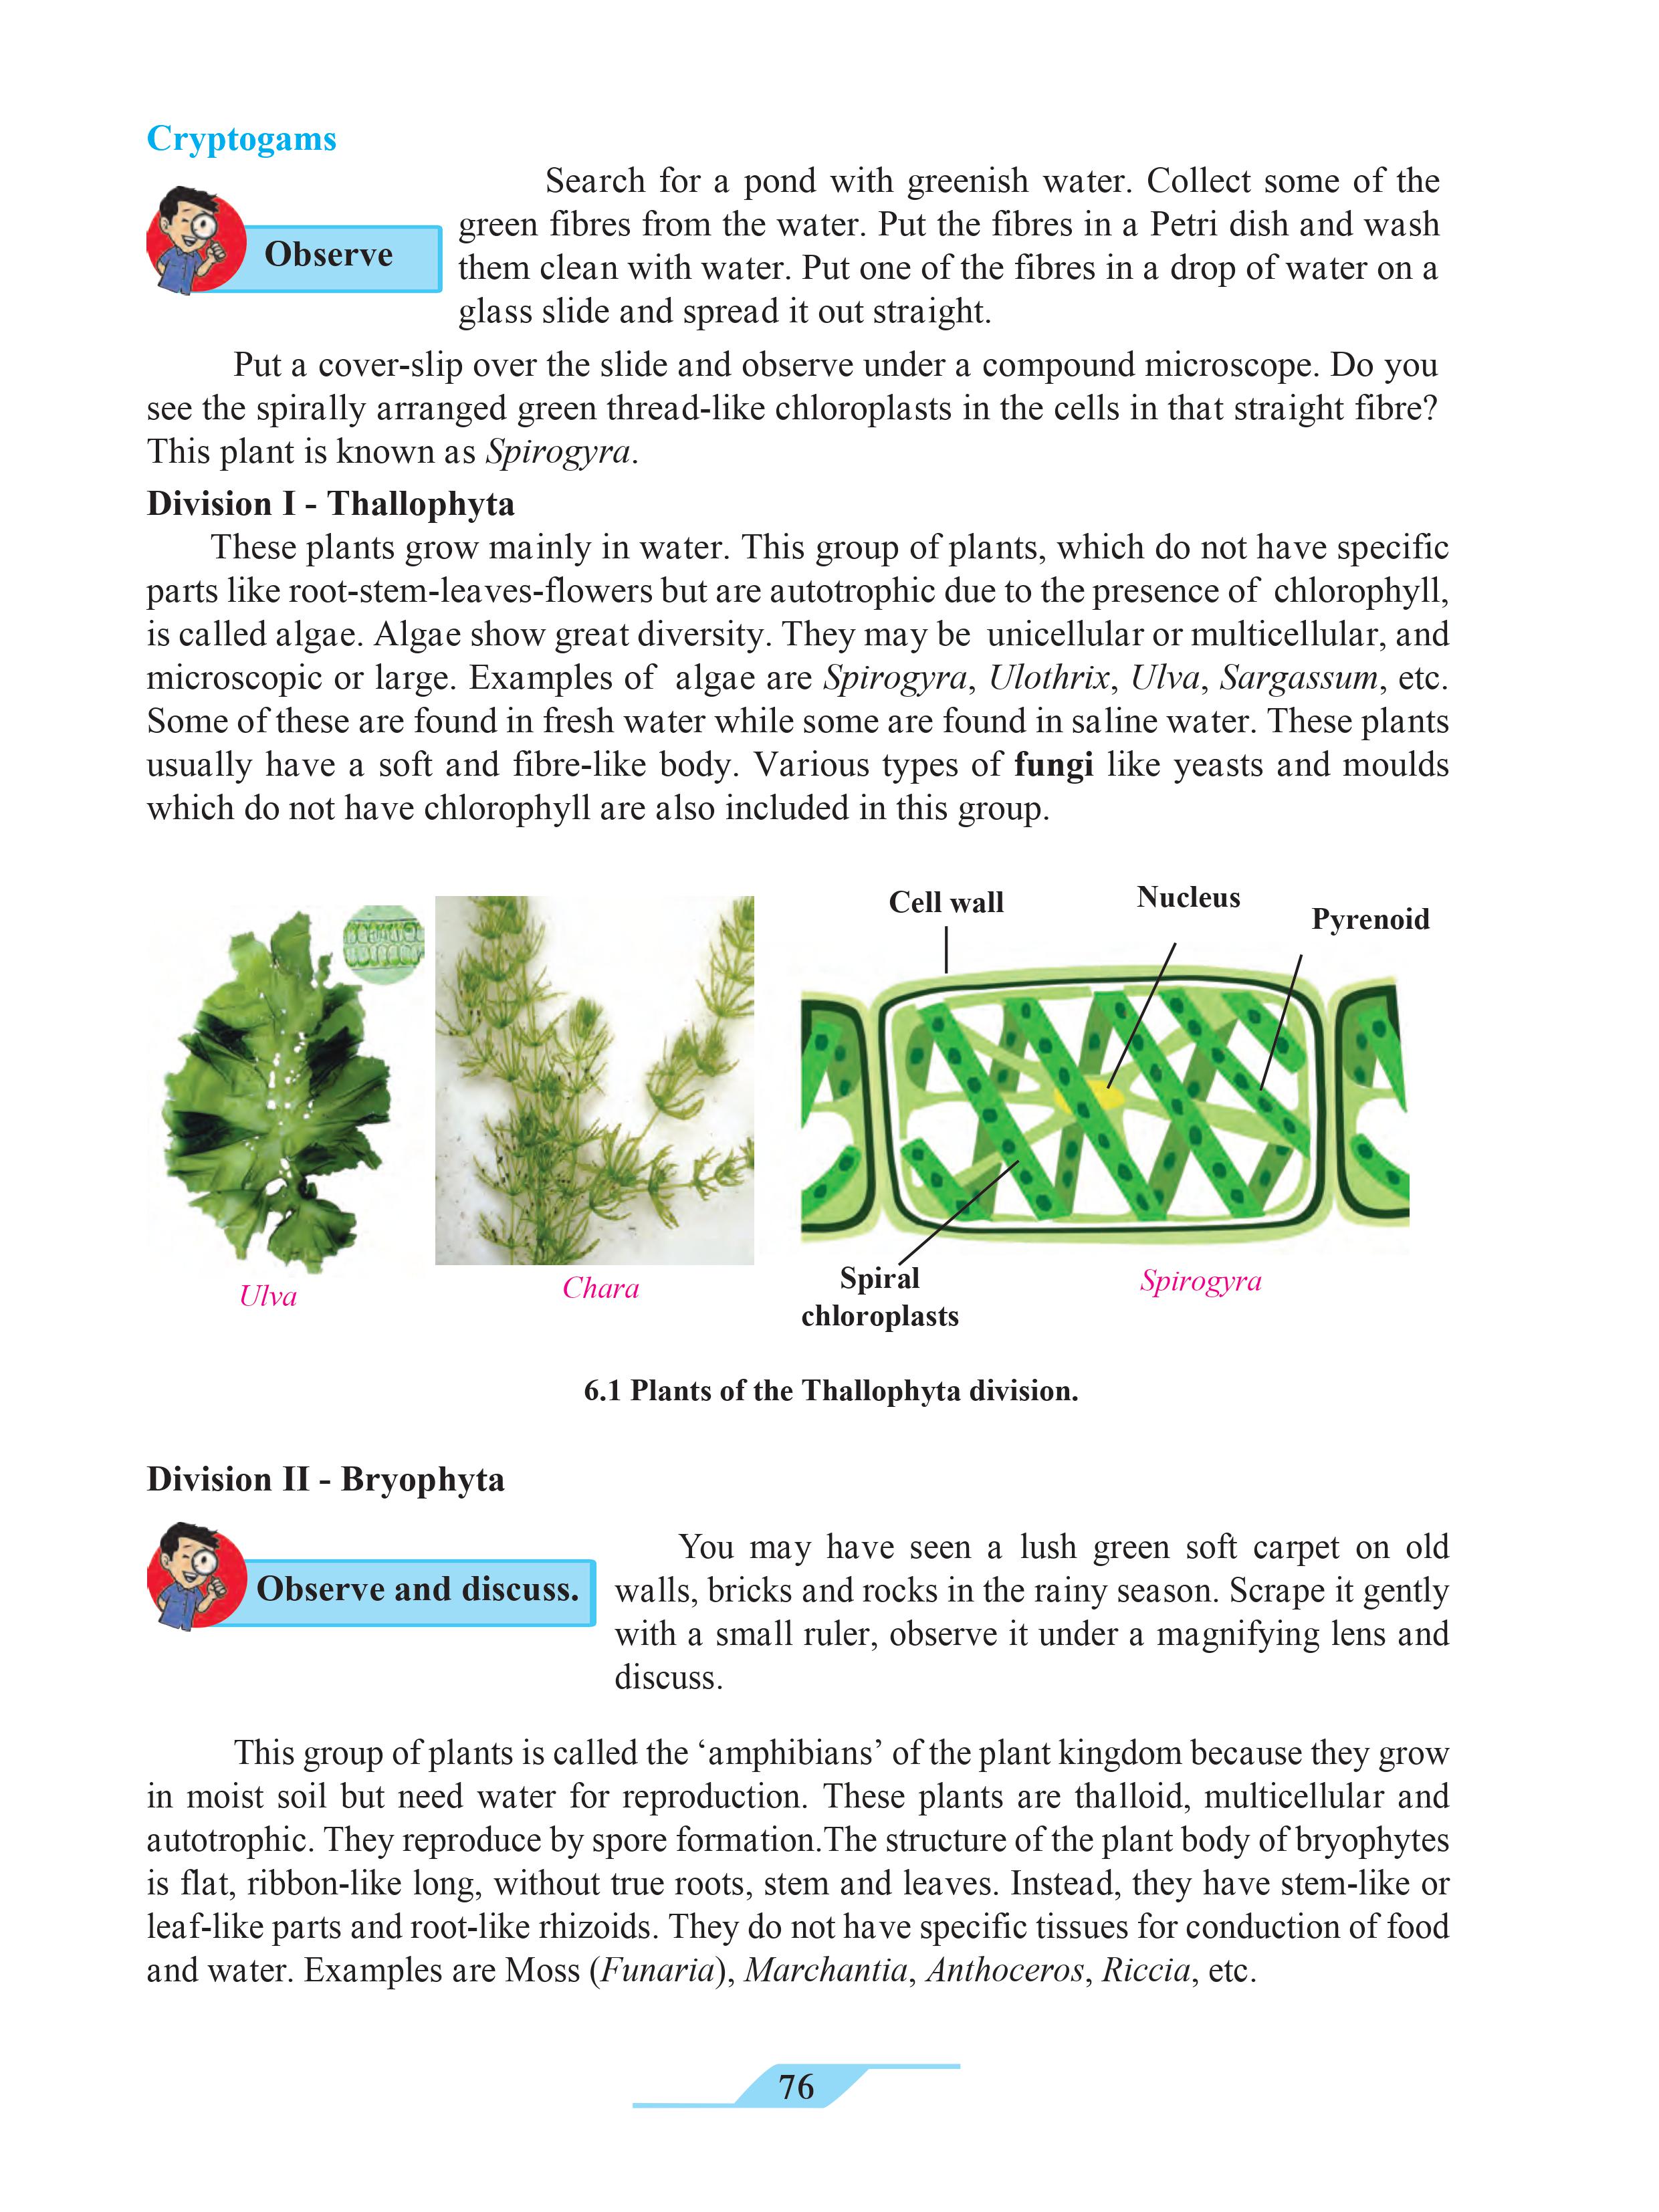 Cryptogams
Search for a pond with greenish water. Collect some of the
green fibres from the water. Put the fibres in a Petri dish and wash
Observe
them clean with water. Put one of the fibres in a drop of water on a
glass slide and spread it out straight.
Put a cover-slip over the slide and observe under a compound microscope. Do you
see the spirally arranged green thread-like chloroplasts in the cells in that straight fibre?
This plant is known as Spirogyra.
Division I - Thallophyta
These plants grow mainly in water. This group of plants, which do not have specific
parts like root-stem-leaves-flowers but are autotrophic due to the presence of chlorophyll,
is called algae. Algae show great diversity. They may be unicellular or multicellular, and
microscopic or large. Examples of algae are Spirogyra, Ulothrix, Ulva, Sargassum, etc.
Some of these are found in fresh water while some are found in saline water. These plants
usually have a soft and fibre-like body. Various types of fungi like yeasts and moulds
which do not have chlorophyll are also included in this group.
Cell wall
Nucleus
Pyrenoid
Ulva
Chara
Spiral
chloroplasts
Spirogyra
6.1 Plants of the Thallophyta division.
Division II - Bryophyta
Observe and discuss.
You may have seen a lush green soft carpet on old
walls, bricks and rocks in the rainy season. Scrape it gently
with a small ruler, observe it under a magnifying lens and
discuss.
This group of plants is called the ‘amphibians’ of the plant kingdom because they grow
in moist soil but need water for reproduction. These plants are thalloid, multicellular and
autotrophic. They reproduce by spore formation.The structure of the plant body of bryophytes
is flat, ribbon-like long, without true roots, stem and leaves. Instead, they have stem-like or
leaf-like parts and root-like rhizoids. They do not have specific tissues for conduction of food
and water. Examples are Moss (Funaria), Marchantia, Anthoceros, Riccia, etc.
76